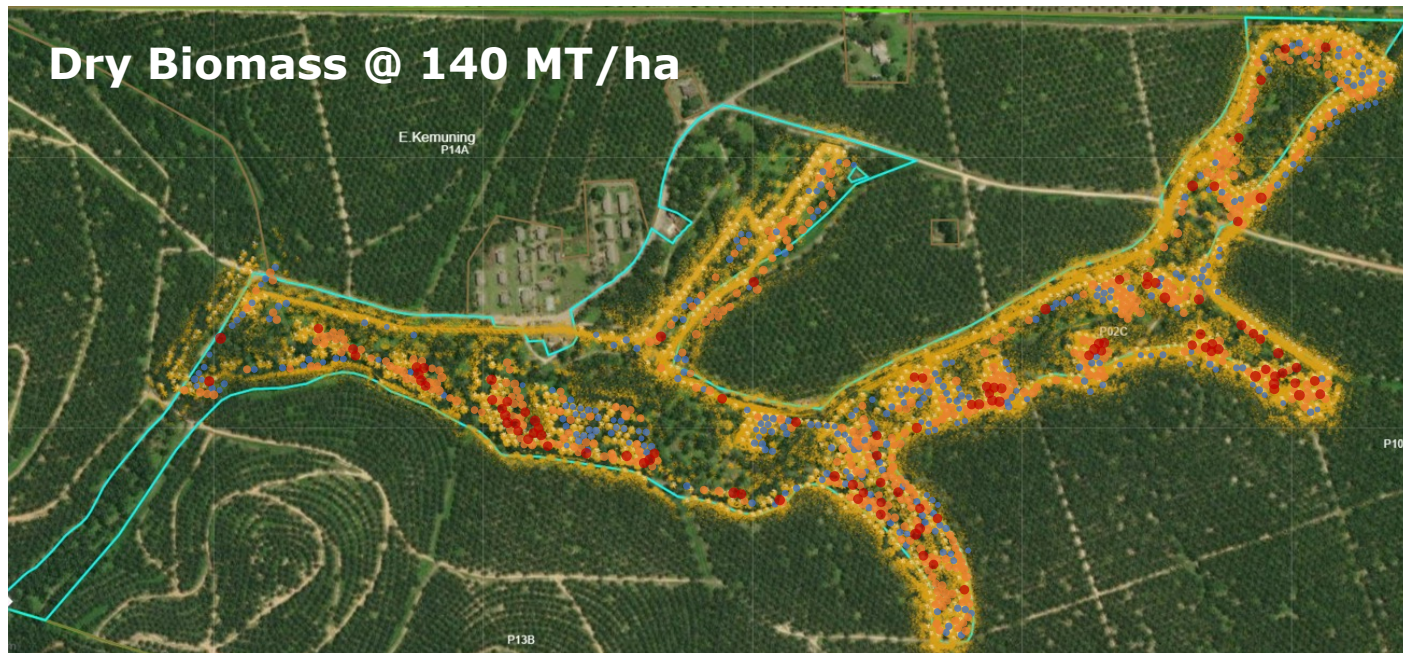 Dry Biomass @ 140 MT/ha
E.Kemuning
P14A
P02C
P10
P13B